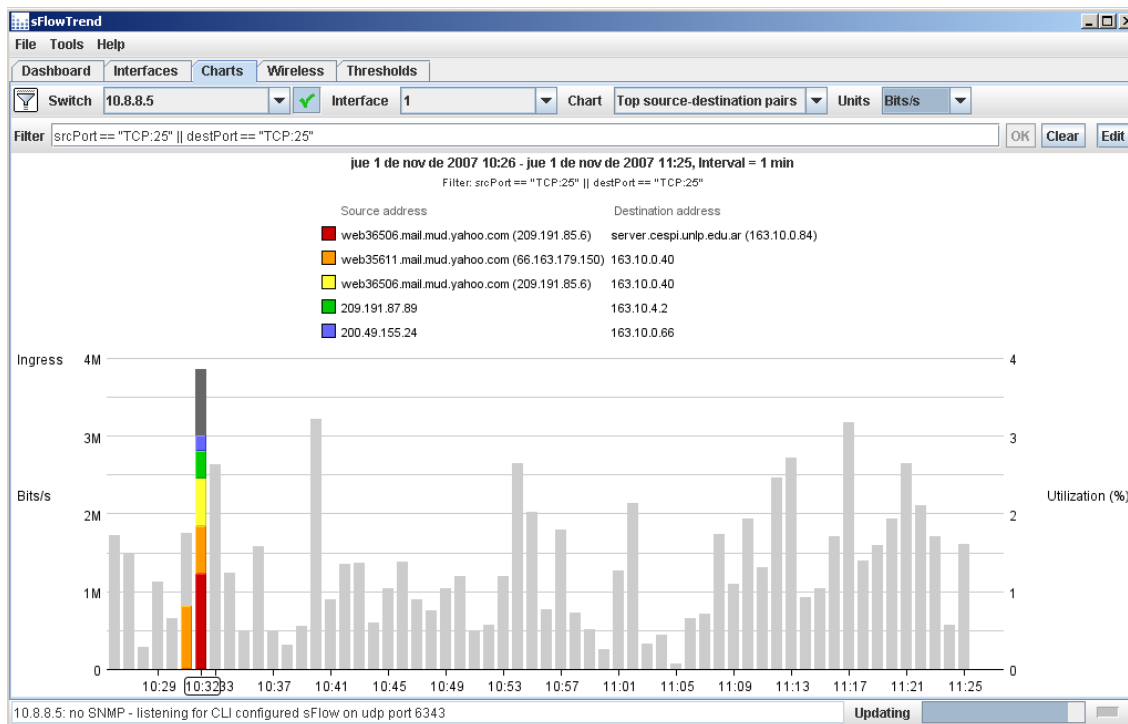 sFlowTrend
File Tools Help
Dashboard Interfaces Charts Wireless Thresholds
Switch 10.8.8.5 Interface 1 Chart Top source-destination pairs Units Bits/s
Filter srcPort == "TCP:25" || destPort == "TCP:25" OK Clear Edit
jue 1 de nov de 2007 10:26 - jue 1 de nov de 2007 11:25, Interval = 1 min
Filter: srcPort == "TCP:25" || destPort == "TCP:25"
Source address Destination address
web36506.mail.mud.yahoo.com (209.191.85.6) server.cespi.unlp.edu.ar (163.10.0.84)
web35611.mail.mud.yahoo.com (66.163.179.150) 163.10.0.40
web36506.mail.mud.yahoo.com (209.191.85.6) 163.10.0.40
209.191.87.89 163.10.4.2
200.49.155.24 163.10.0.66
Ingress 4M 4
3M 3
Bits/s Utilization (%)
2M 2
1M 1
0 0
10:29 10:32 33 10:37 10:41 10:45 10:49 10:53 10:57 11:01 11:05 11:09 11:13 11:17 11:21 11:25
10.8.8.5: no SNMP - listening for CLI configured sFlow on udp port 6343 Updating